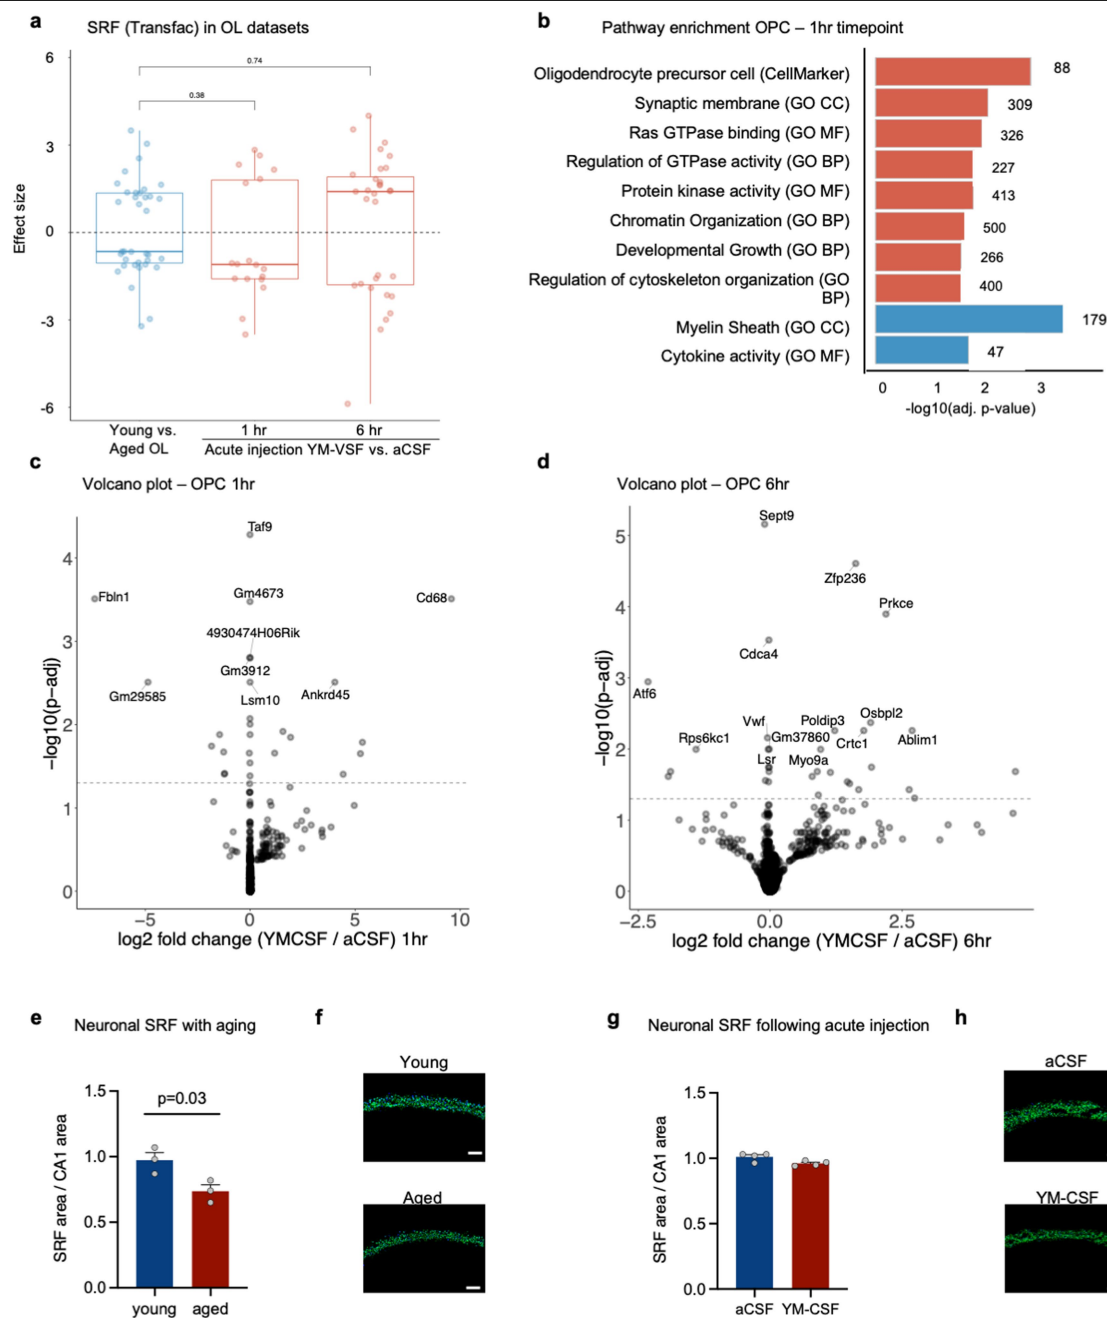 a
SRF (Transfac) in OL datasets
6
0.74
0.38
3
0
-3
-6
Effect size
Young vs.
Aged OL
1 hr
6 hr
Acute injection YM-VSF vs. aCSF
b
Pathway enrichment OPC – 1hr timepoint
Oligodendrocyte precursor cell (CellMarker)
88
Synaptic membrane (GO CC)
309
Ras GTPase binding (GO MF)
326
Regulation of GTPase activity (GO BP)
227
Protein kinase activity (GO MF)
413
Chromatin Organization (GO BP)
500
Developmental Growth (GO BP)
266
Regulation of cytoskeleton organization (GO
BP)
400
Myelin Sheath (GO CC)
179
Cytokine activity (GO MF)
47
0 1 2 3
-log10(adj. p-value)
c
Volcano plot – OPC 1hr
Taf9
4
Fbln1
Gm4673
Cd68
3
4930474H06Rik
Gm3912
Gm29585
Lsm10
Ankrd45
2
1
0
−log10(p−adj)
−5 0 5 10
log2 fold change (YMCSF / aCSF) 1hr
d
Volcano plot – OPC 6hr
Sept9
5
Zfp236
4
Prkce
Cdca4
3
Atf6
Vwf
Poldip3
Osbpl2
Rps6kc1
Gm37860
Crtc1
Ablim1
2
Lsr
Myo9a
1
0
−log10(p−adj)
−2.5 0.0 2.5
log2 fold change (YMCSF / aCSF) 6hr
e
Neuronal SRF with aging
1.5
p=0.03
1.0
0.5
0.0
SRF area / CA1 area
young aged
f
Young
Aged
g
Neuronal SRF following acute injection
1.5
1.0
0.5
0.0
SRF area / CA1 area
aCSF YM-CSF
h
aCSF
YM-CSF